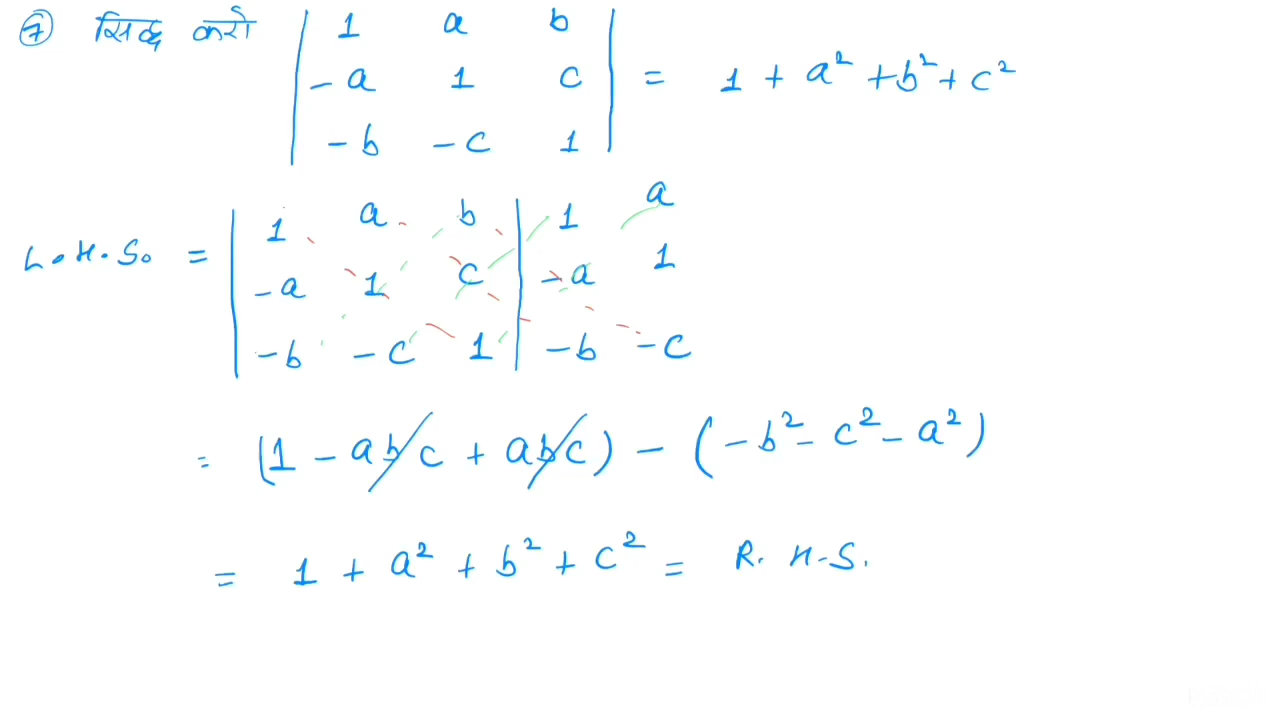 ⑦ सिद्ध करो | 1 a b |
| -a 1 c | = 1 + a² + b² + c²
| -b -c 1 |
L.H.S. = | 1 a b | 1 a
| -a 1 c | -a 1
| -b -c 1 | -b -c
= (1 - abc + abc) - (-b² - c² - a²)
= 1 + a² + b² + c² = R.H.S.